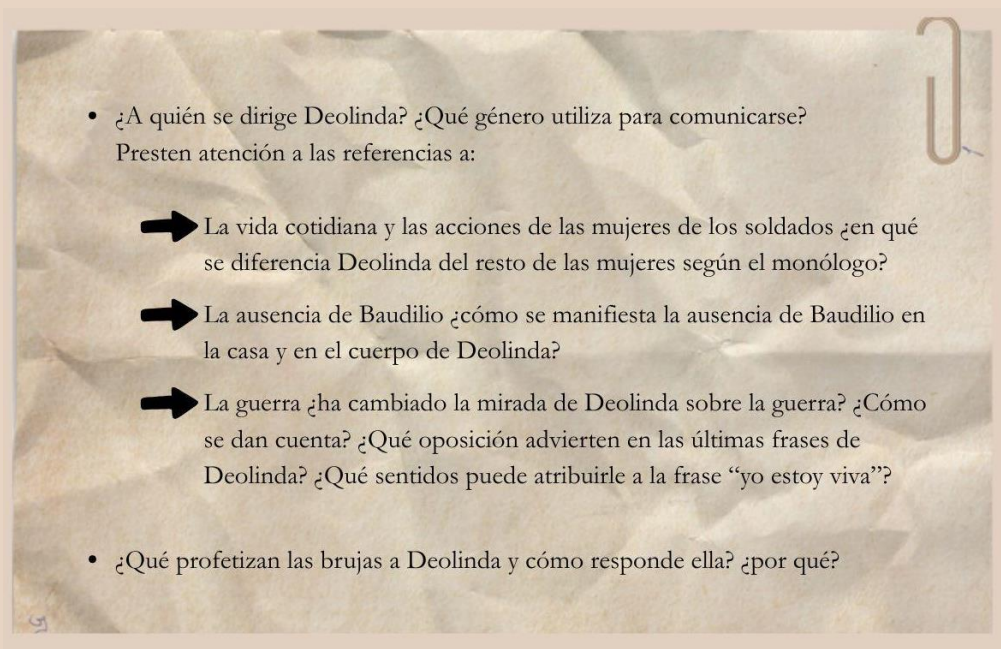 • ¿A quién se dirige Deolinda? ¿Qué género utiliza para comunicarse?
Presten atención a las referencias a:
La vida cotidiana y las acciones de las mujeres de los soldados ¿en qué
se diferencia Deolinda del resto de las mujeres según el monólogo?
La ausencia de Baudilio ¿cómo se manifiesta la ausencia de Baudilio en
la casa y en el cuerpo de Deolinda?
La guerra ¿ha cambiado la mirada de Deolinda sobre la guerra? ¿Cómo
se dan cuenta? ¿Qué oposición advierten en las últimas frases de
Deolinda? ¿Qué sentidos puede atribuirle a la frase “yo estoy viva”?
• ¿Qué profetizan las brujas a Deolinda y cómo responde ella? ¿por qué?